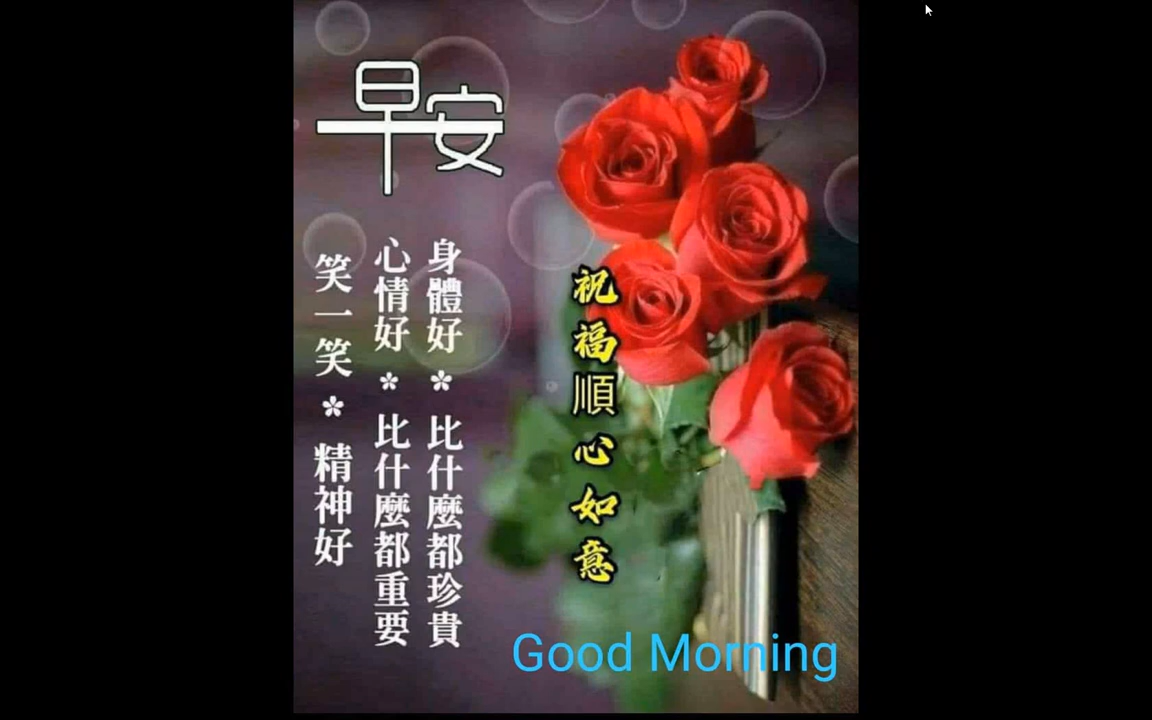 早安
身體好＊比什麼都珍貴
心情好＊比什麼都重要
笑一笑＊精神好
祝福順心如意
Good Morning